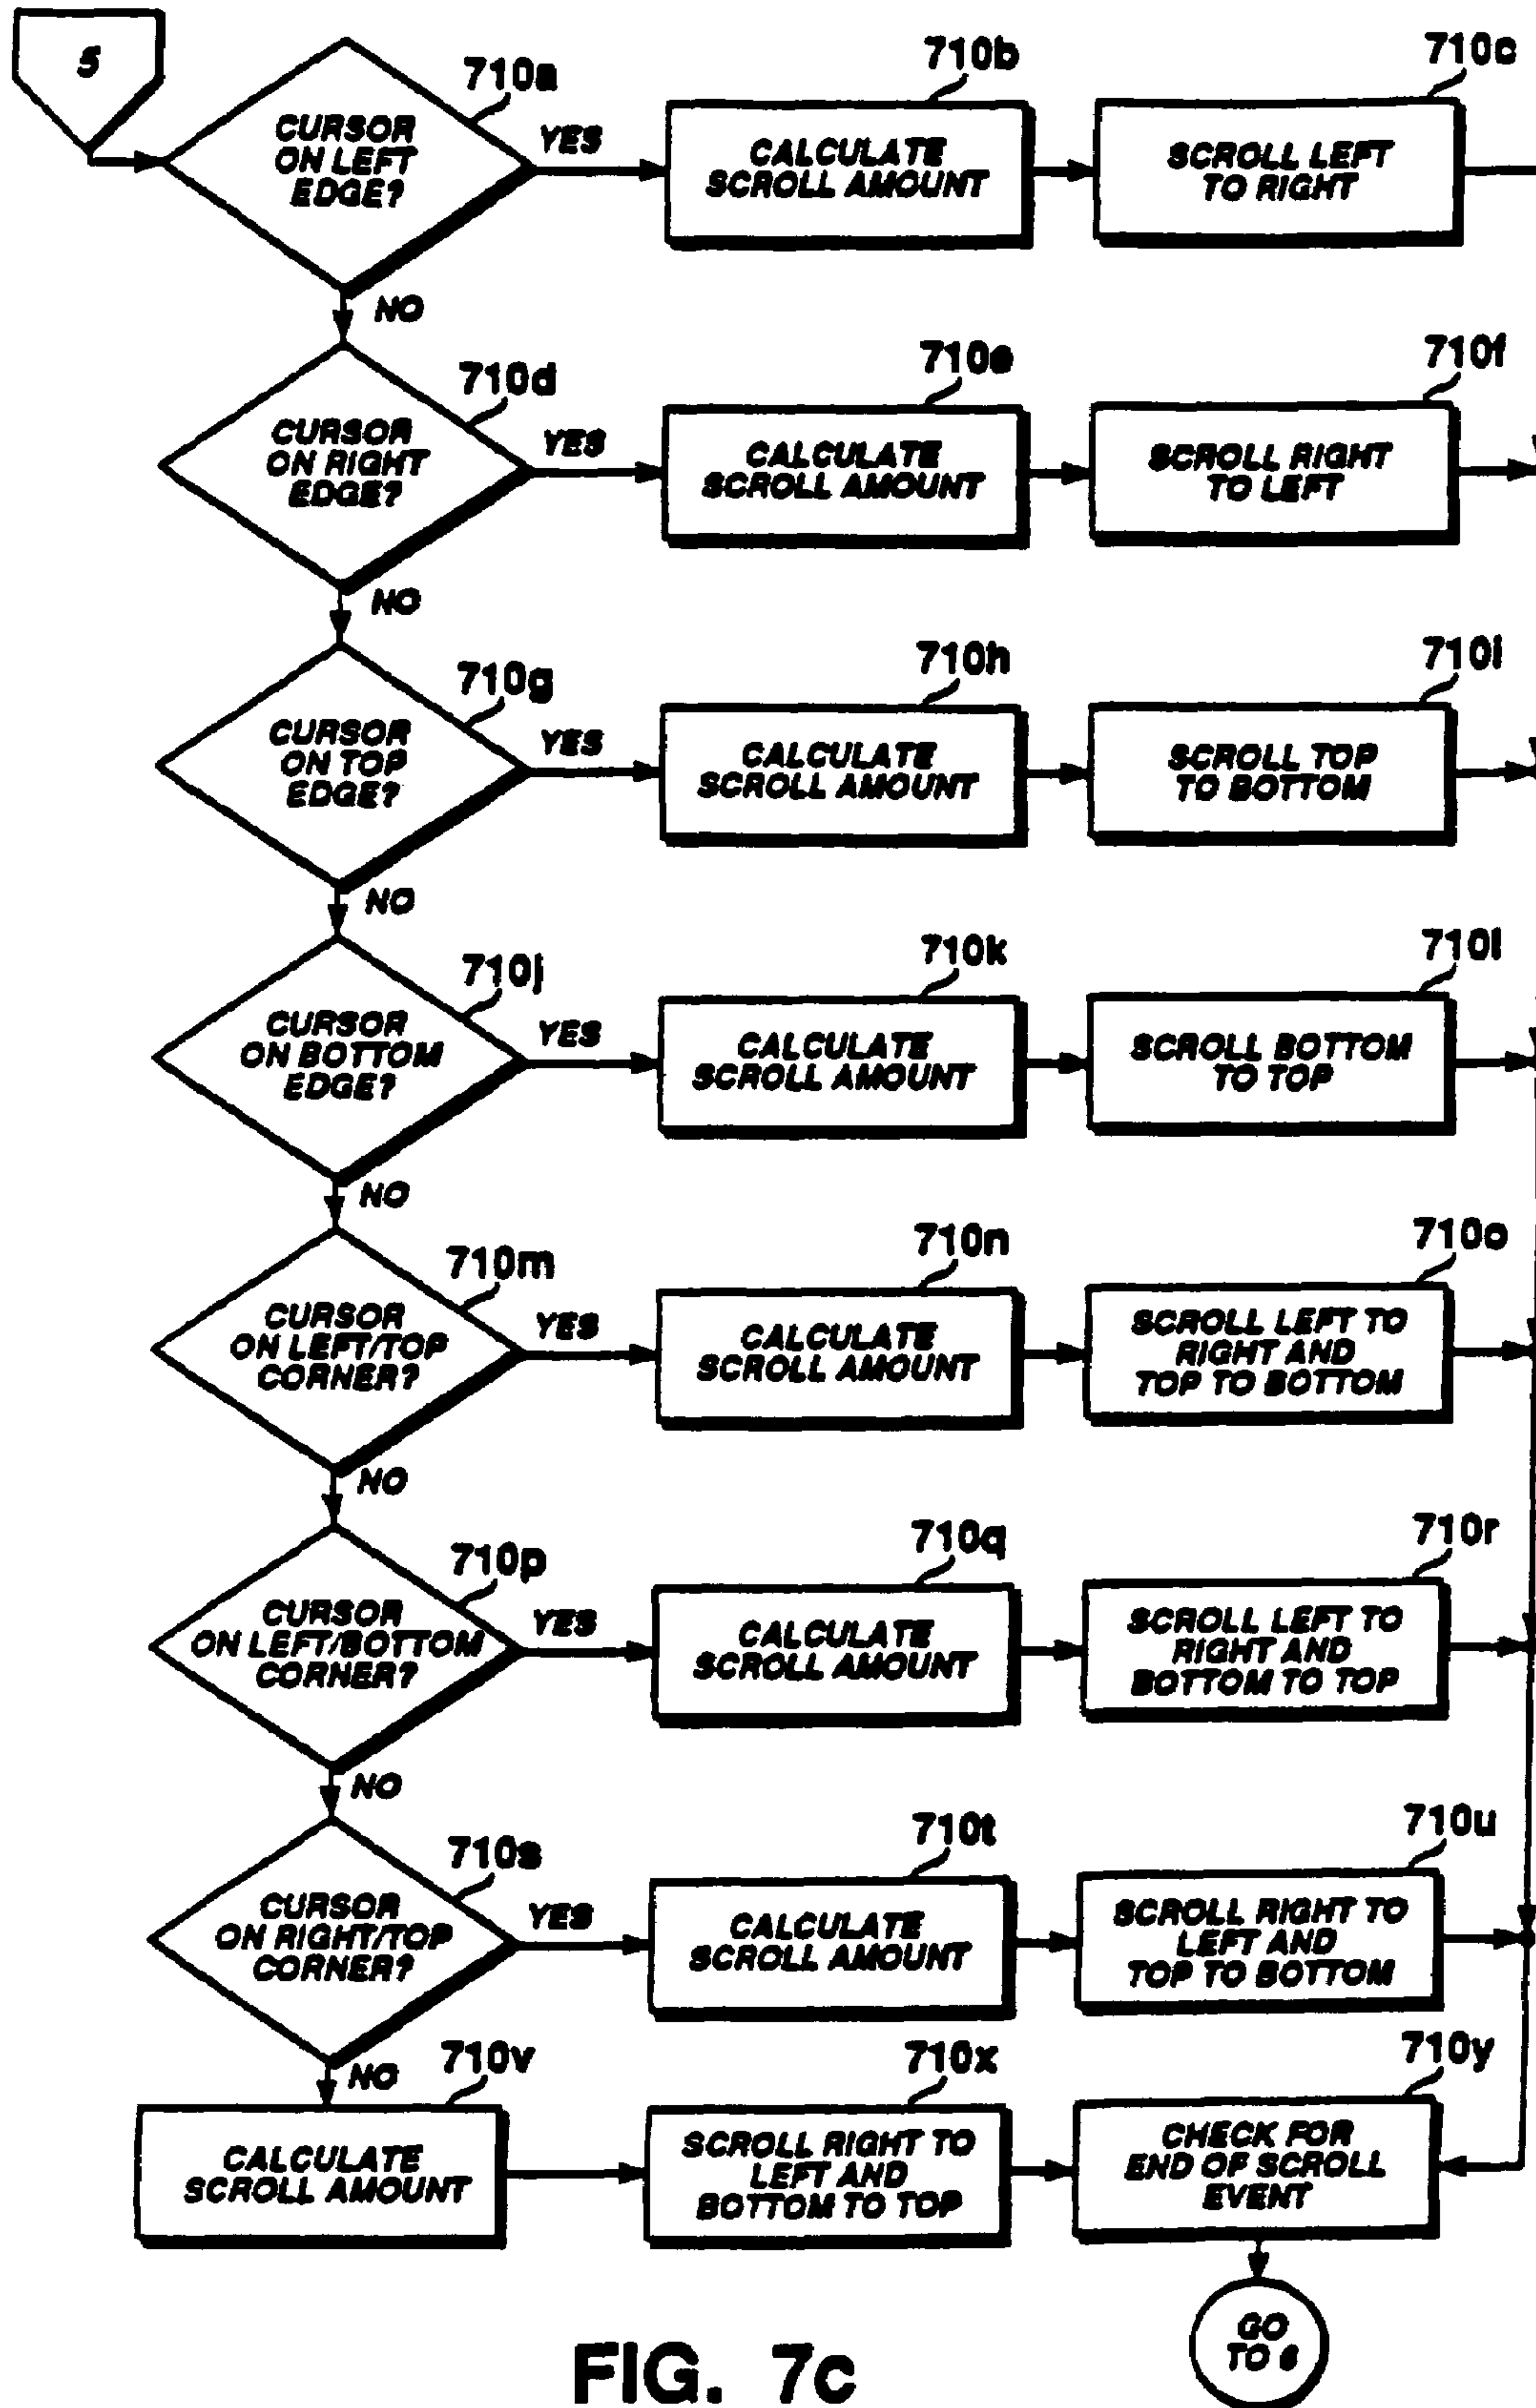 5
710a
CURSOR
ON LEFT
EDGE?
YES
710b
CALCULATE
SCROLL AMOUNT
710c
SCROLL LEFT
TO RIGHT
NO
710d
CURSOR
ON RIGHT
EDGE?
YES
710e
CALCULATE
SCROLL AMOUNT
710f
SCROLL RIGHT
TO LEFT
NO
710g
CURSOR
ON TOP
EDGE?
YES
710h
CALCULATE
SCROLL AMOUNT
710i
SCROLL TOP
TO BOTTOM
NO
710j
CURSOR
ON BOTTOM
EDGE?
YES
710k
CALCULATE
SCROLL AMOUNT
710l
SCROLL BOTTOM
TO TOP
NO
710m
CURSOR
ON LEFT/TOP
CORNER?
YES
710n
CALCULATE
SCROLL AMOUNT
710o
SCROLL LEFT TO
RIGHT AND
TOP TO BOTTOM
NO
710p
CURSOR
ON LEFT/BOTTOM
CORNER?
YES
710q
CALCULATE
SCROLL AMOUNT
710r
SCROLL LEFT TO
RIGHT AND
BOTTOM TO TOP
NO
710s
CURSOR
ON RIGHT/TOP
CORNER?
YES
710t
CALCULATE
SCROLL AMOUNT
710u
SCROLL RIGHT TO
LEFT AND
TOP TO BOTTOM
NO
710v
CALCULATE
SCROLL AMOUNT
710x
SCROLL RIGHT TO
LEFT AND
BOTTOM TO TOP
710y
CHECK FOR
END OF SCROLL
EVENT
GO
TO 6
FIG. 7c